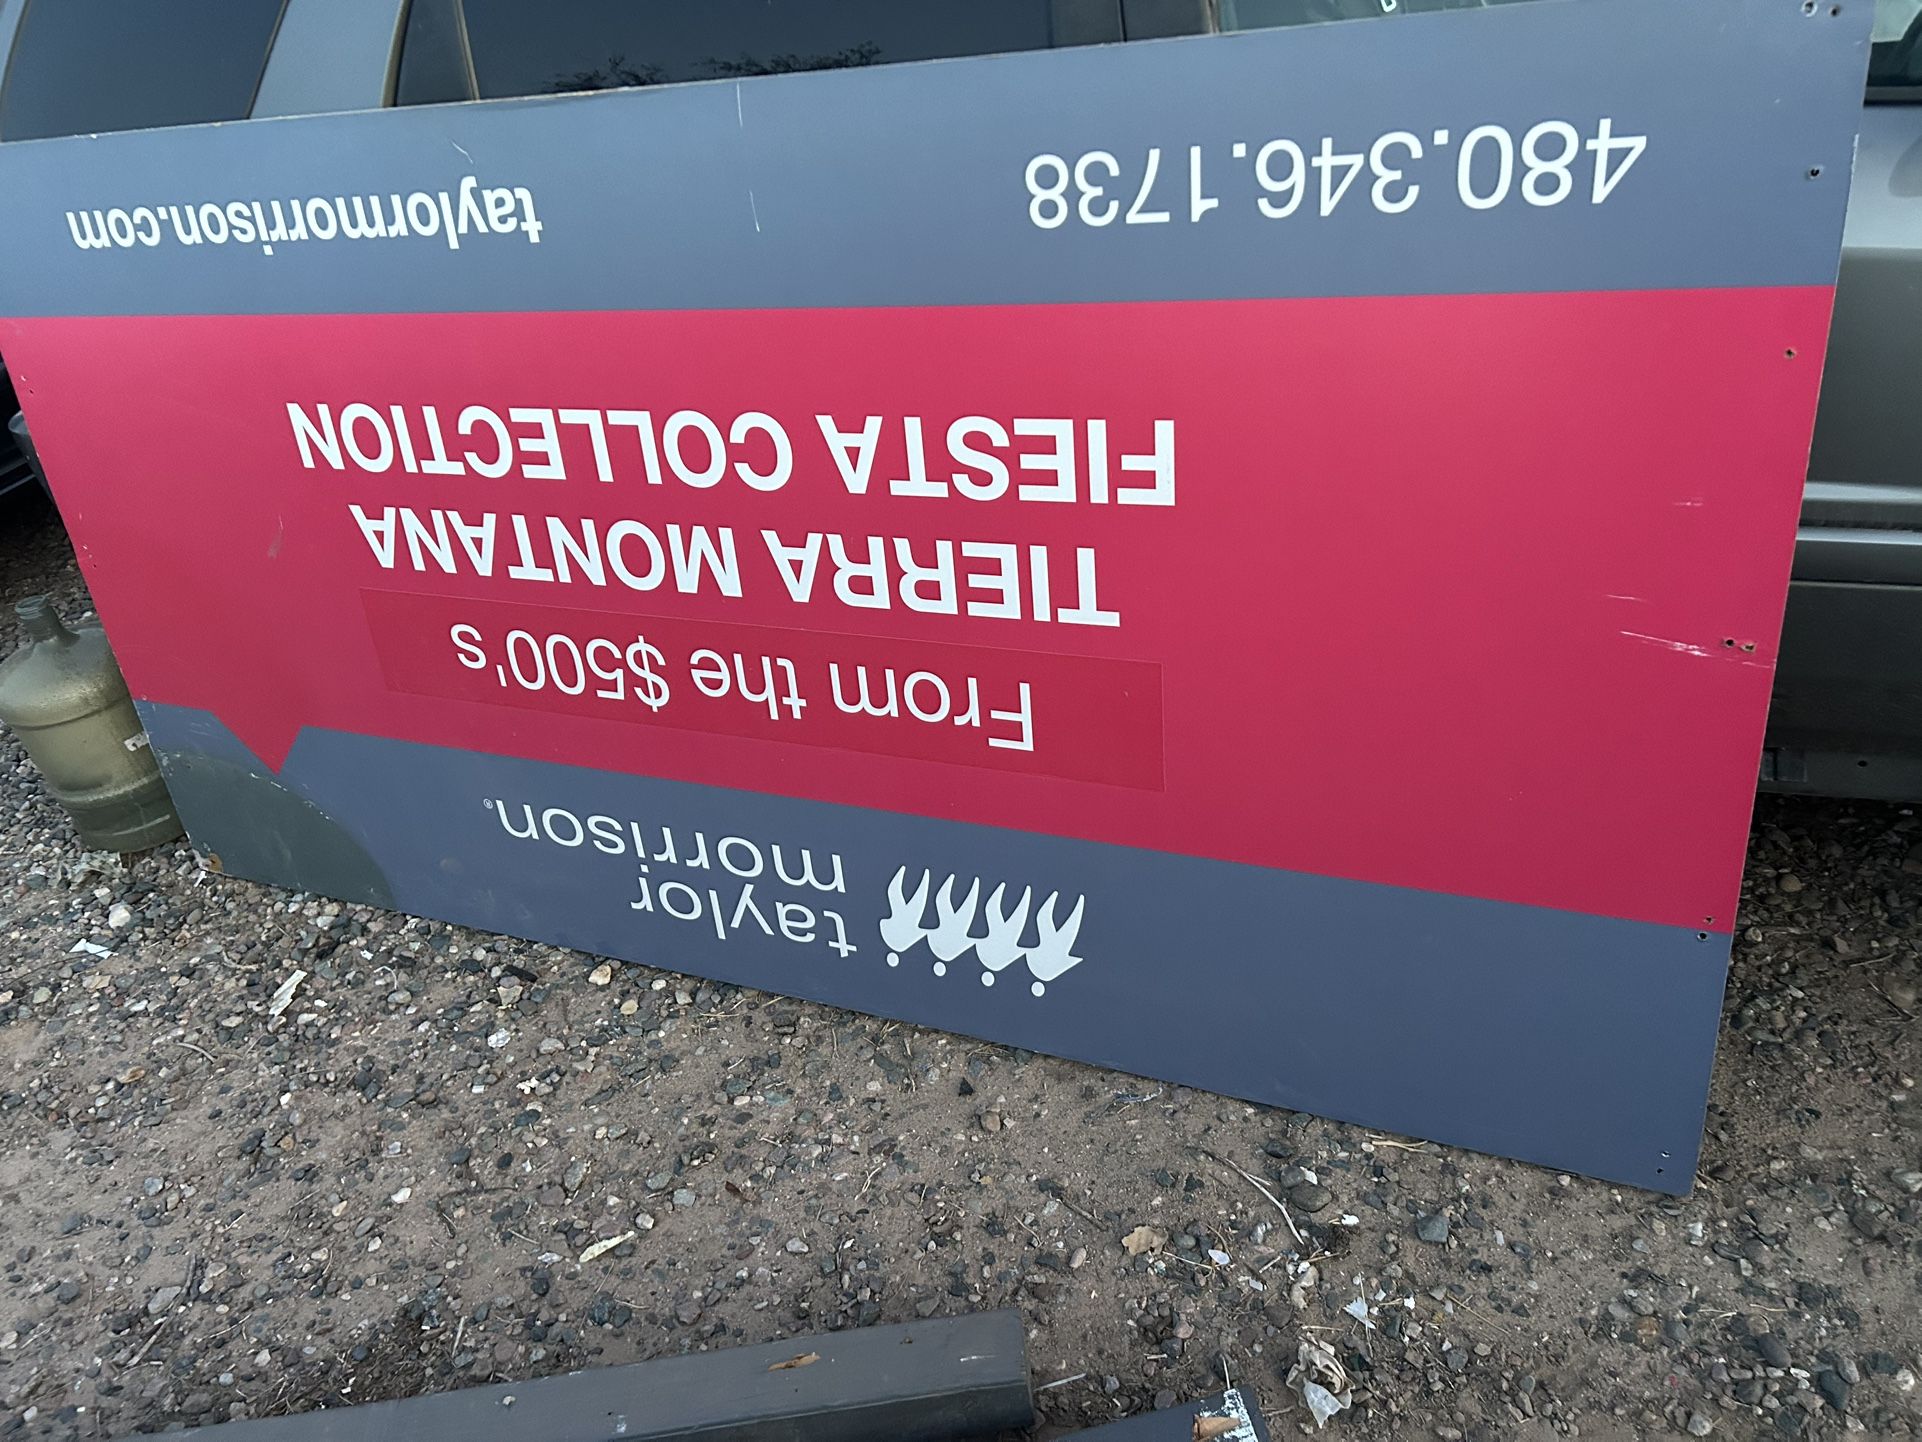 taylor
morrison®
From the $500's
TIERRA MONTANA
FIESTA COLLECTION
480.346.1738
taylormorrison.com